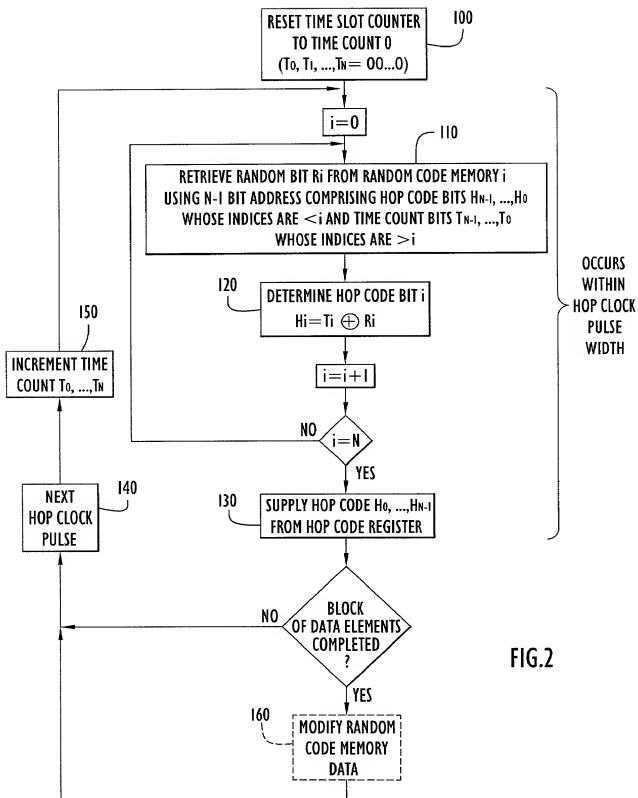 RESET TIME SLOT COUNTER
TO TIME COUNT 0
(T0, T1, ...,TN= 00...0)
100
i=0
110
RETRIEVE RANDOM BIT Ri FROM RANDOM CODE MEMORY i
USING N-1 BIT ADDRESS COMPRISING HOP CODE BITS HN-1, ...,H0
WHOSE INDICES ARE <i AND TIME COUNT BITS TN-1, ...,T0
WHOSE INDICES ARE >i
120
DETERMINE HOP CODE BIT i
Hi=Ti ⊕ Ri
OCCURS
WITHIN
HOP CLOCK
PULSE
WIDTH
150
INCREMENT TIME
COUNT T0, ...,TN
i=i+1
NO
i=N
YES
140
NEXT
HOP CLOCK
PULSE
130
SUPPLY HOP CODE H0, ...,HN-1
FROM HOP CODE REGISTER
NO
BLOCK
OF DATA ELEMENTS
COMPLETED
?
YES
FIG.2
160
MODIFY RANDOM
CODE MEMORY
DATA